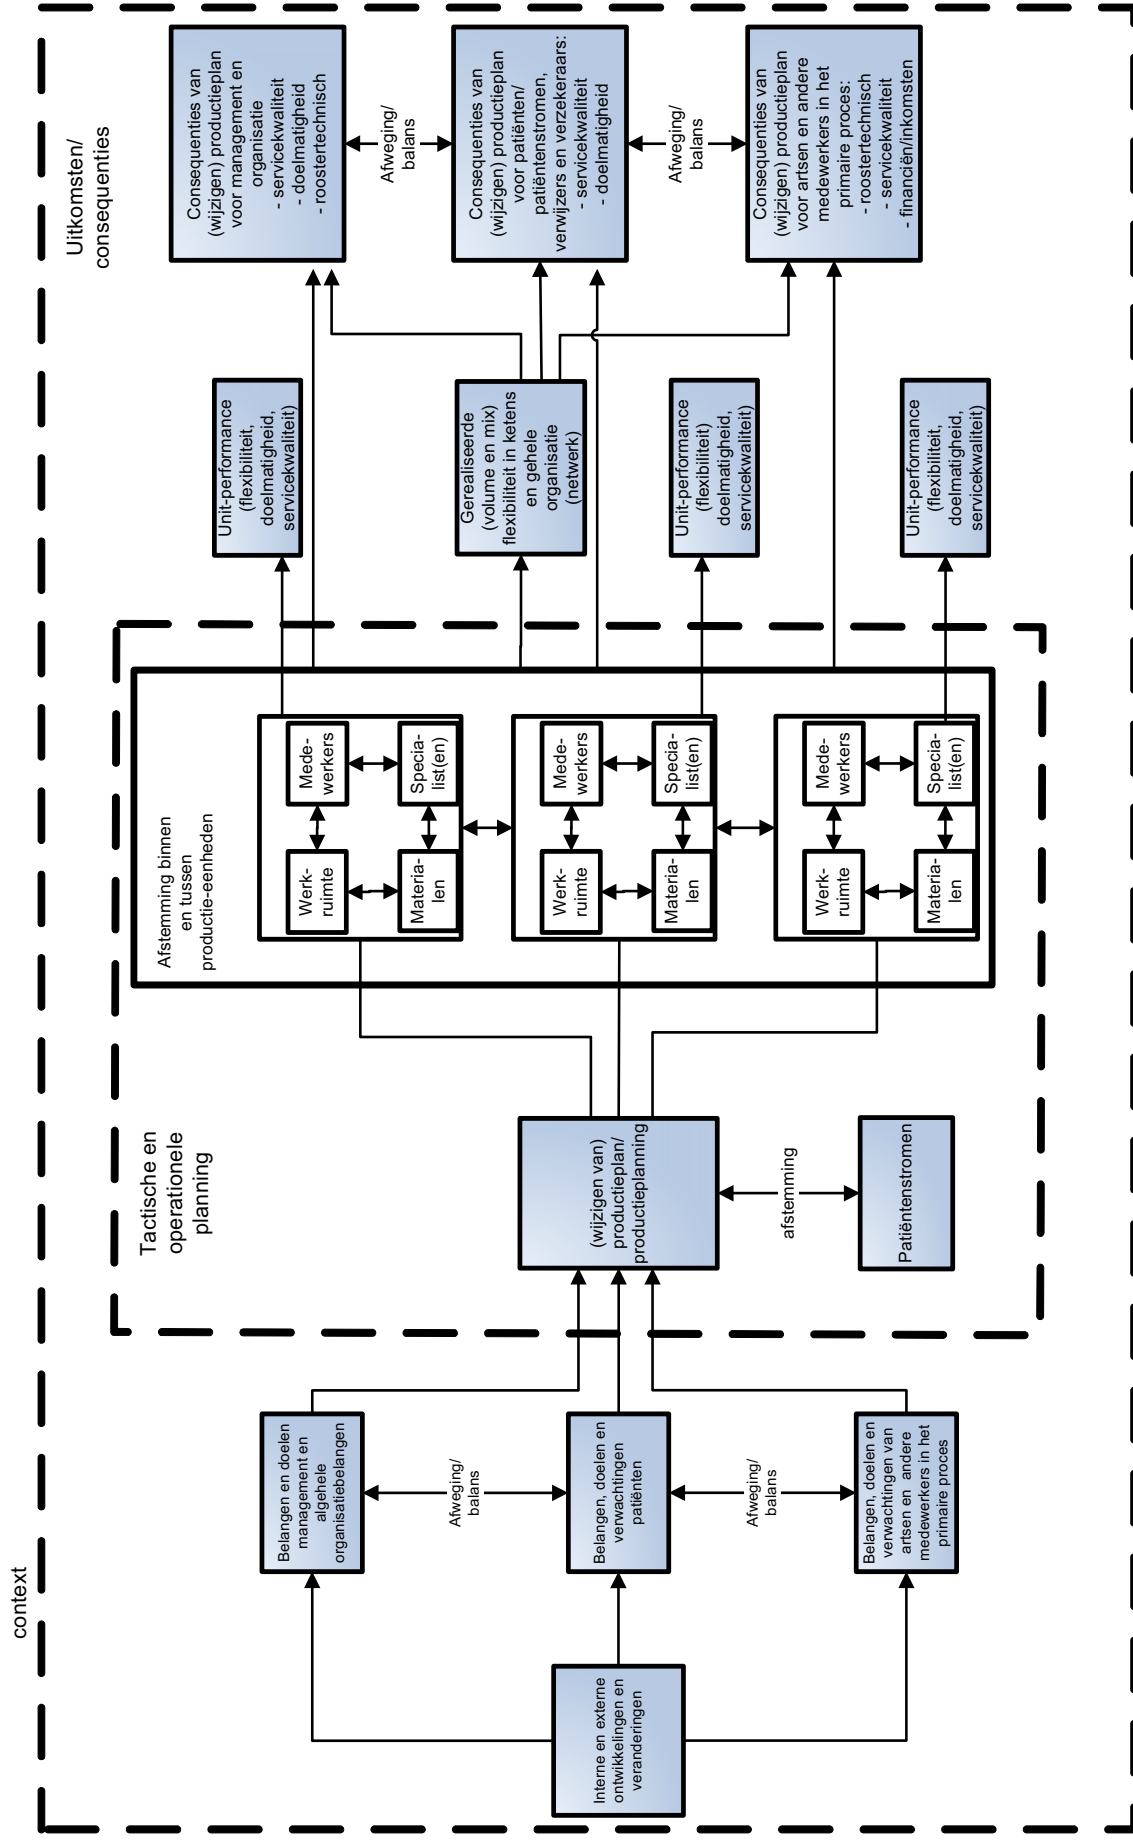 context
Interne en externe
ontwikkelingen en
veranderingen
Belangen en doelen
management en
algehele
organisatiebelangen
Afweging/
balans
Belangen, doelen en
verwachtingen
patiënten
Afweging/
balans
Belangen, doelen en
verwachtingen van
artsen en andere
medewerkers in het
primaire proces
Tactische en
operationele
planning
(wijzigen van)
productieplan/
productieplanning
afstemming
Patiëntenstromen
Afstemming binnen
en tussen
productie-eenheden
Werk-
ruimte
Mede-
werkers
Materia-
len
Specia-
list(en)
Werk-
ruimte
Mede-
werkers
Materia-
len
Specia-
list(en)
Werk-
ruimte
Mede-
werkers
Materia-
len
Specia-
list(en)
Unit-performance
(flexibiliteit,
doelmatigheid,
servicekwaliteit)
Gerealiseerde
(volume en mix)
flexibiliteit in ketens
en gehele
organisatie
(netwerk)
Unit-performance
(flexibiliteit)
doelmatigheid,
servicekwaliteit)
Unit-performance
(flexibiliteit,
doelmatigheid,
servicekwaliteit)
Uitkomsten/
consequenties
Consequenties van
(wijzigen) productieplan
voor management en
organisatie
- servicekwaliteit
- doelmatigheid
- roostertechnisch
Afweging/
balans
Consequenties van
(wijzigen) productieplan
voor patiënten/
patiëntenstromen,
verwijzers en verzekeraars:
- servicekwaliteit
- doelmatigheid
Afweging/
balans
Consequenties van
(wijzigen) productieplan
voor artsen en andere
medewerkers in het
primaire proces:
- roostertechnisch
- servicekwaliteit
- financiën/inkomsten